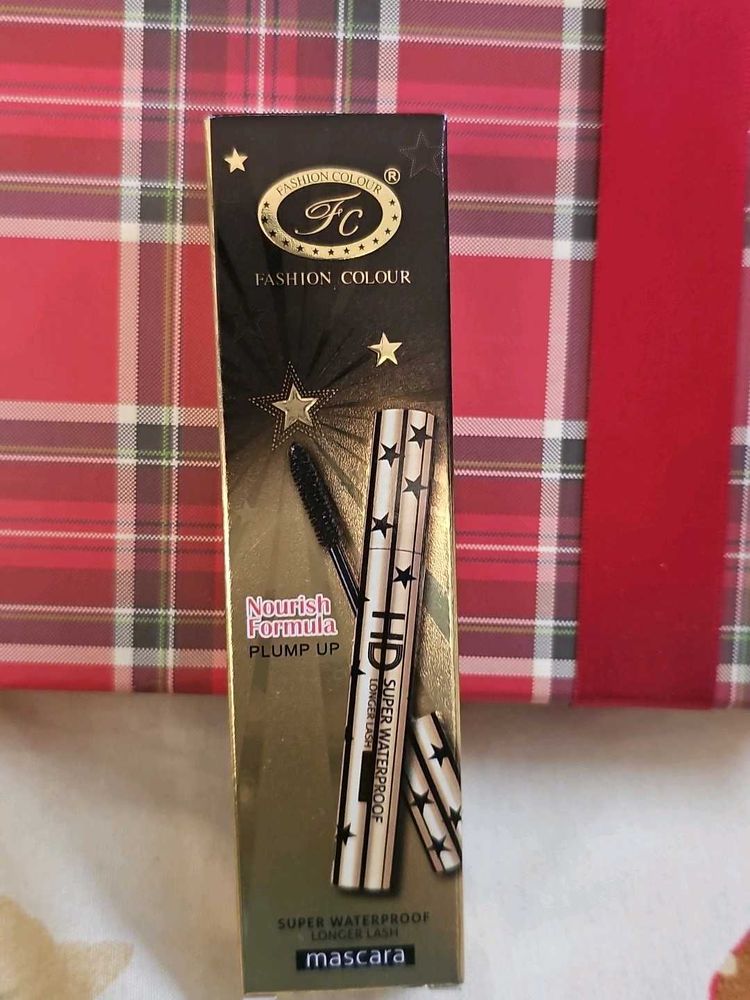 FASHION COLOUR
®
Fc
FASHION COLOUR
Nourish
Formula
PLUMP UP
HD
SUPER WATERPROOF
LONGER LASH
SUPER WATERPROOF
LONGER LASH
mascara